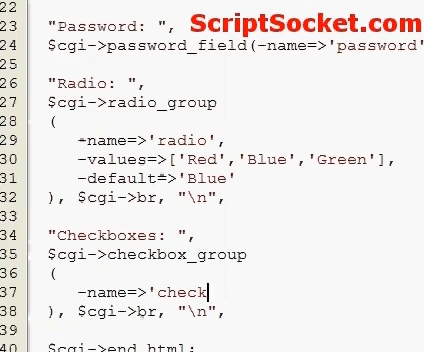 22
23 "Password: ", ScriptSocket.com
24 $cgi->password_field(-name=>'password'
25
26 "Radio: ",
27 $cgi->radio_group
28 (
29 -name=>'radio',
30 -values=>['Red','Blue','Green'],
31 -default=>'Blue'
32 ), $cgi->br, "\n",
33
34 "Checkboxes: ",
35 $cgi->checkbox_group
36 (
37 -name=>'check
38 ), $cgi->br, "\n",
39
40 $cgi->end_html;